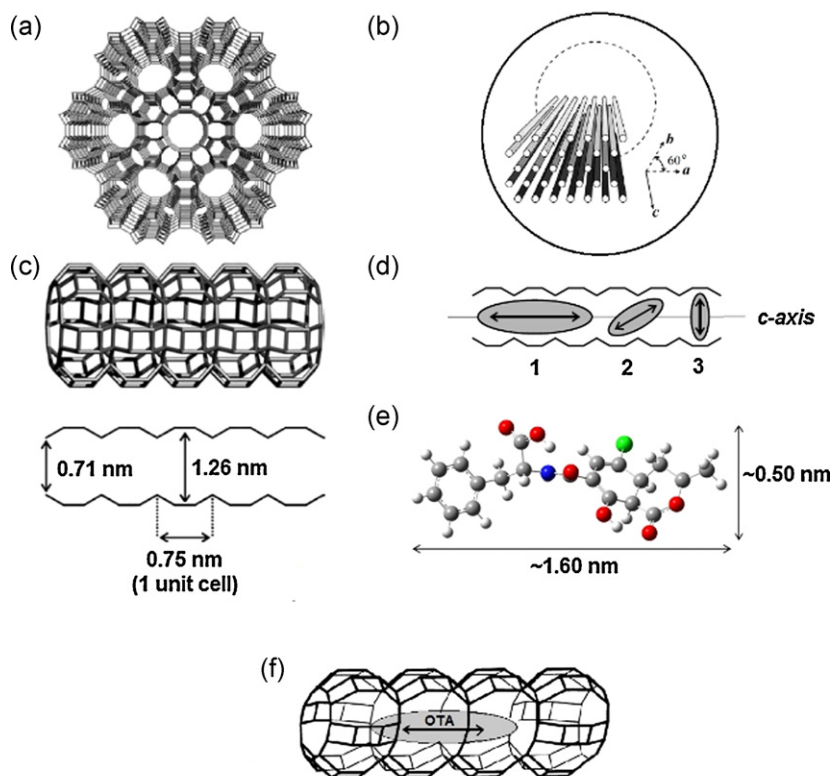 (a)
(b)
b
60°
a
c
(c)
(d)
c-axis
1 2 3
(e)
0.71 nm
1.26 nm
0.75 nm
(1 unit cell)
~0.50 nm
~1.60 nm
(f)
OTA